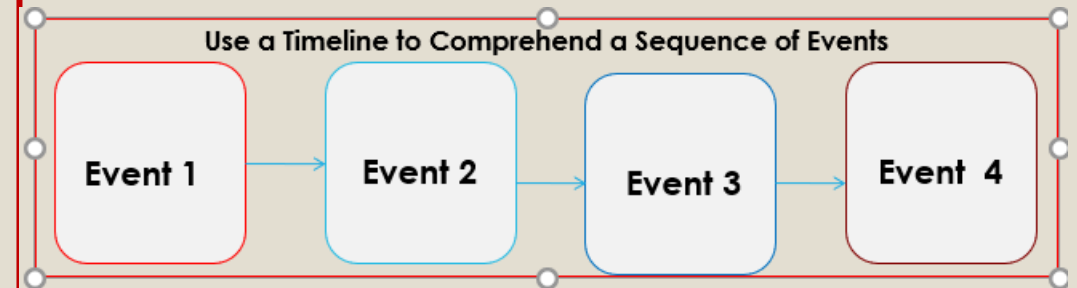 Use a Timeline to Comprehend a Sequence of Events
Event 1
Event 2
Event 3
Event 4